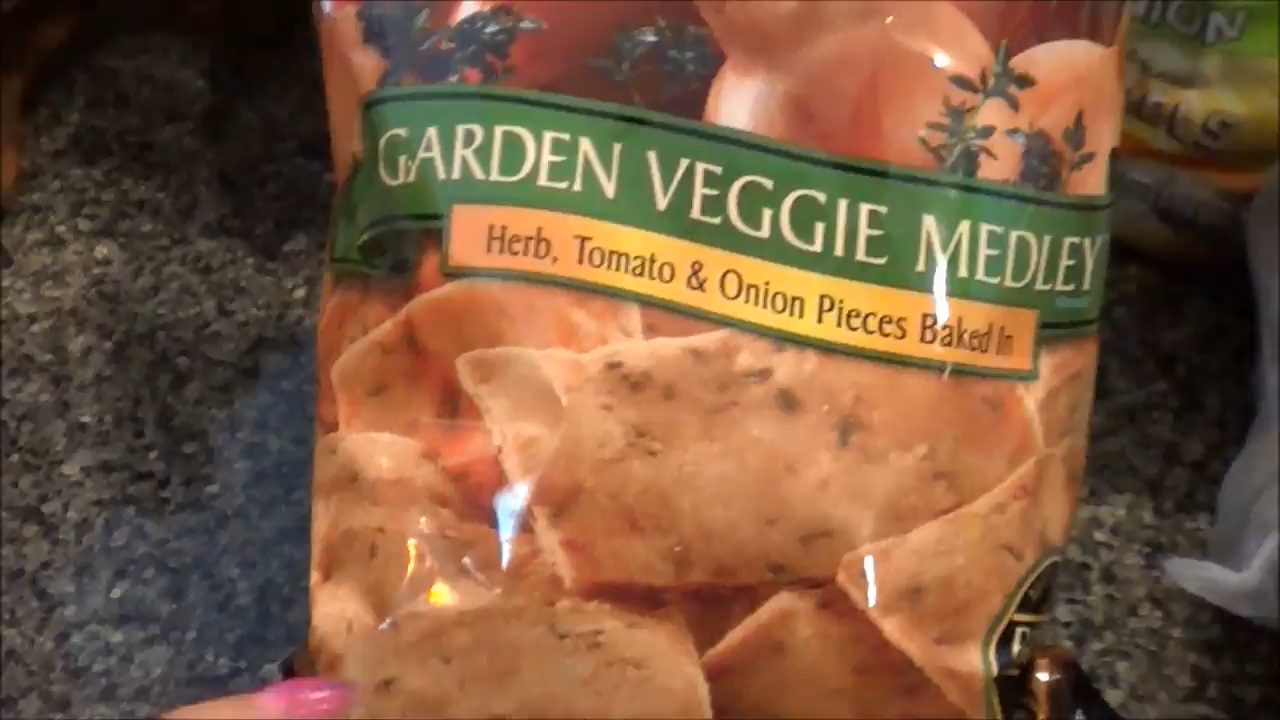 GARDEN VEGGIE MEDLEY
Herb, Tomato & Onion Pieces Baked In